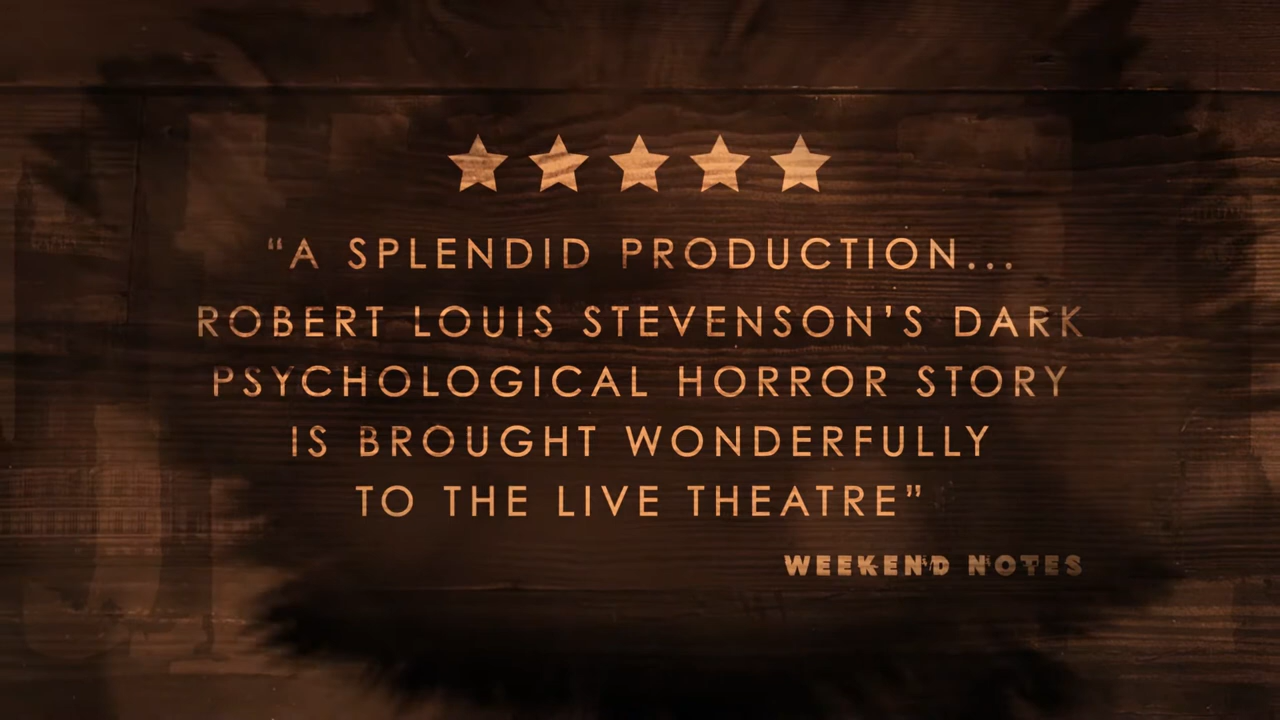 “A SPLENDID PRODUCTION...
ROBERT LOUIS STEVENSON’S DARK
PSYCHOLOGICAL HORROR STORY
IS BROUGHT WONDERFULLY
TO THE LIVE THEATRE”
WEEKEND NOTES